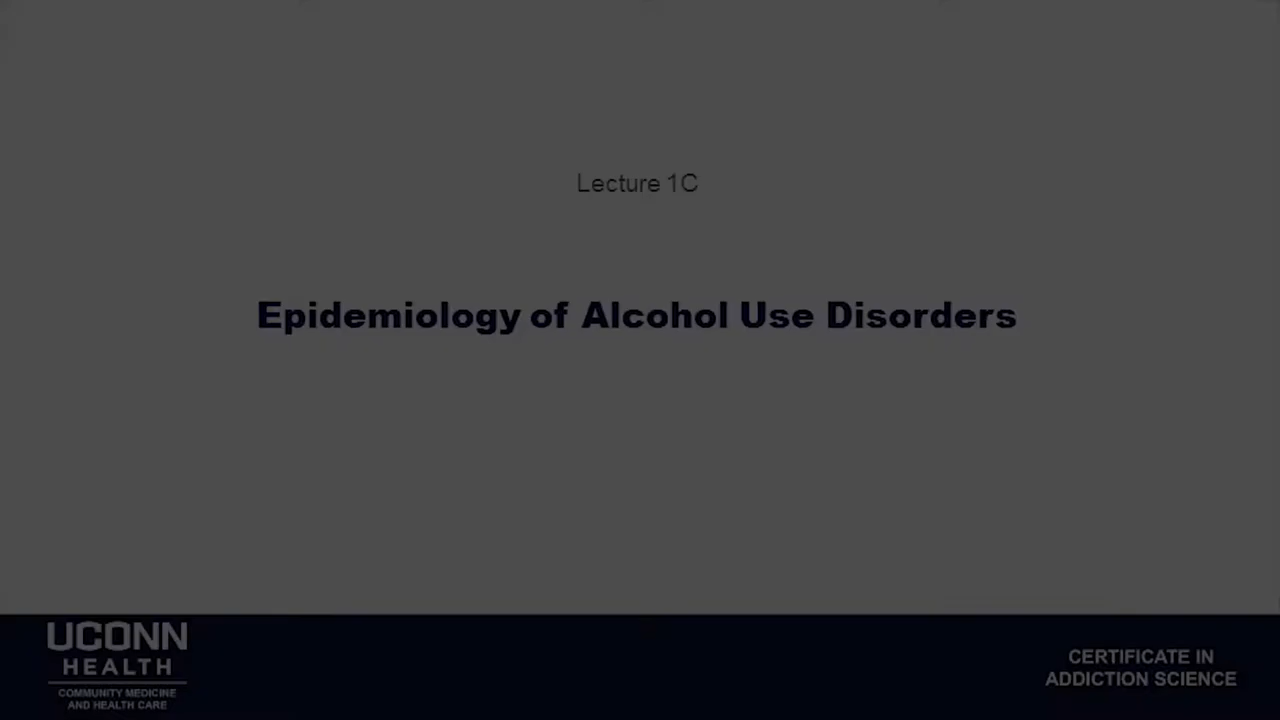 Lecture 1C
Epidemiology of Alcohol Use Disorders
UCONN
HEALTH
COMMUNITY MEDICINE
AND HEALTH CARE
CERTIFICATE IN
ADDICTION SCIENCE